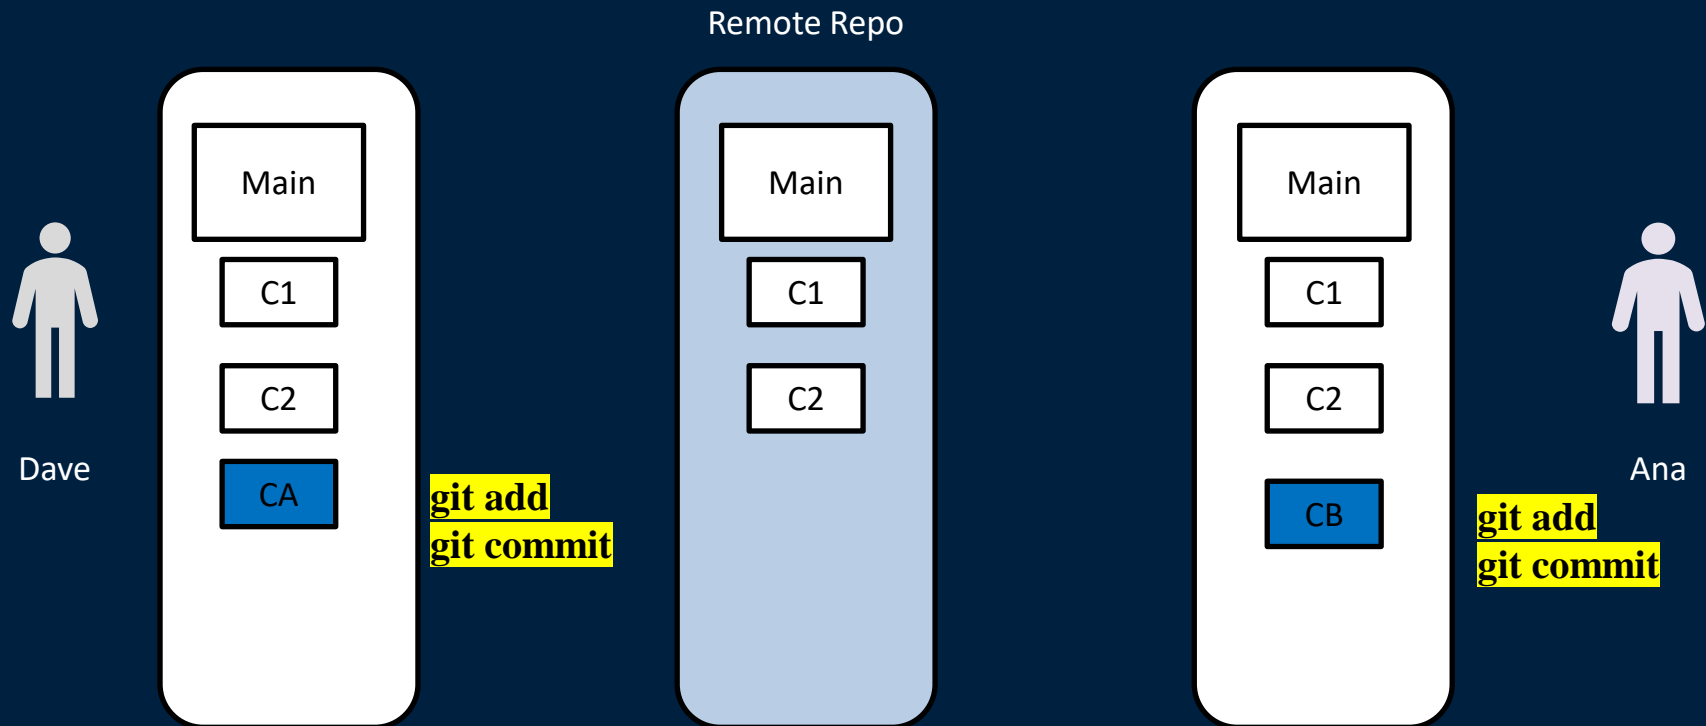 Remote Repo
Main
C1
C2
CA
git add
git commit
Dave
Main
C1
C2
Main
C1
C2
CB
git add
git commit
Ana